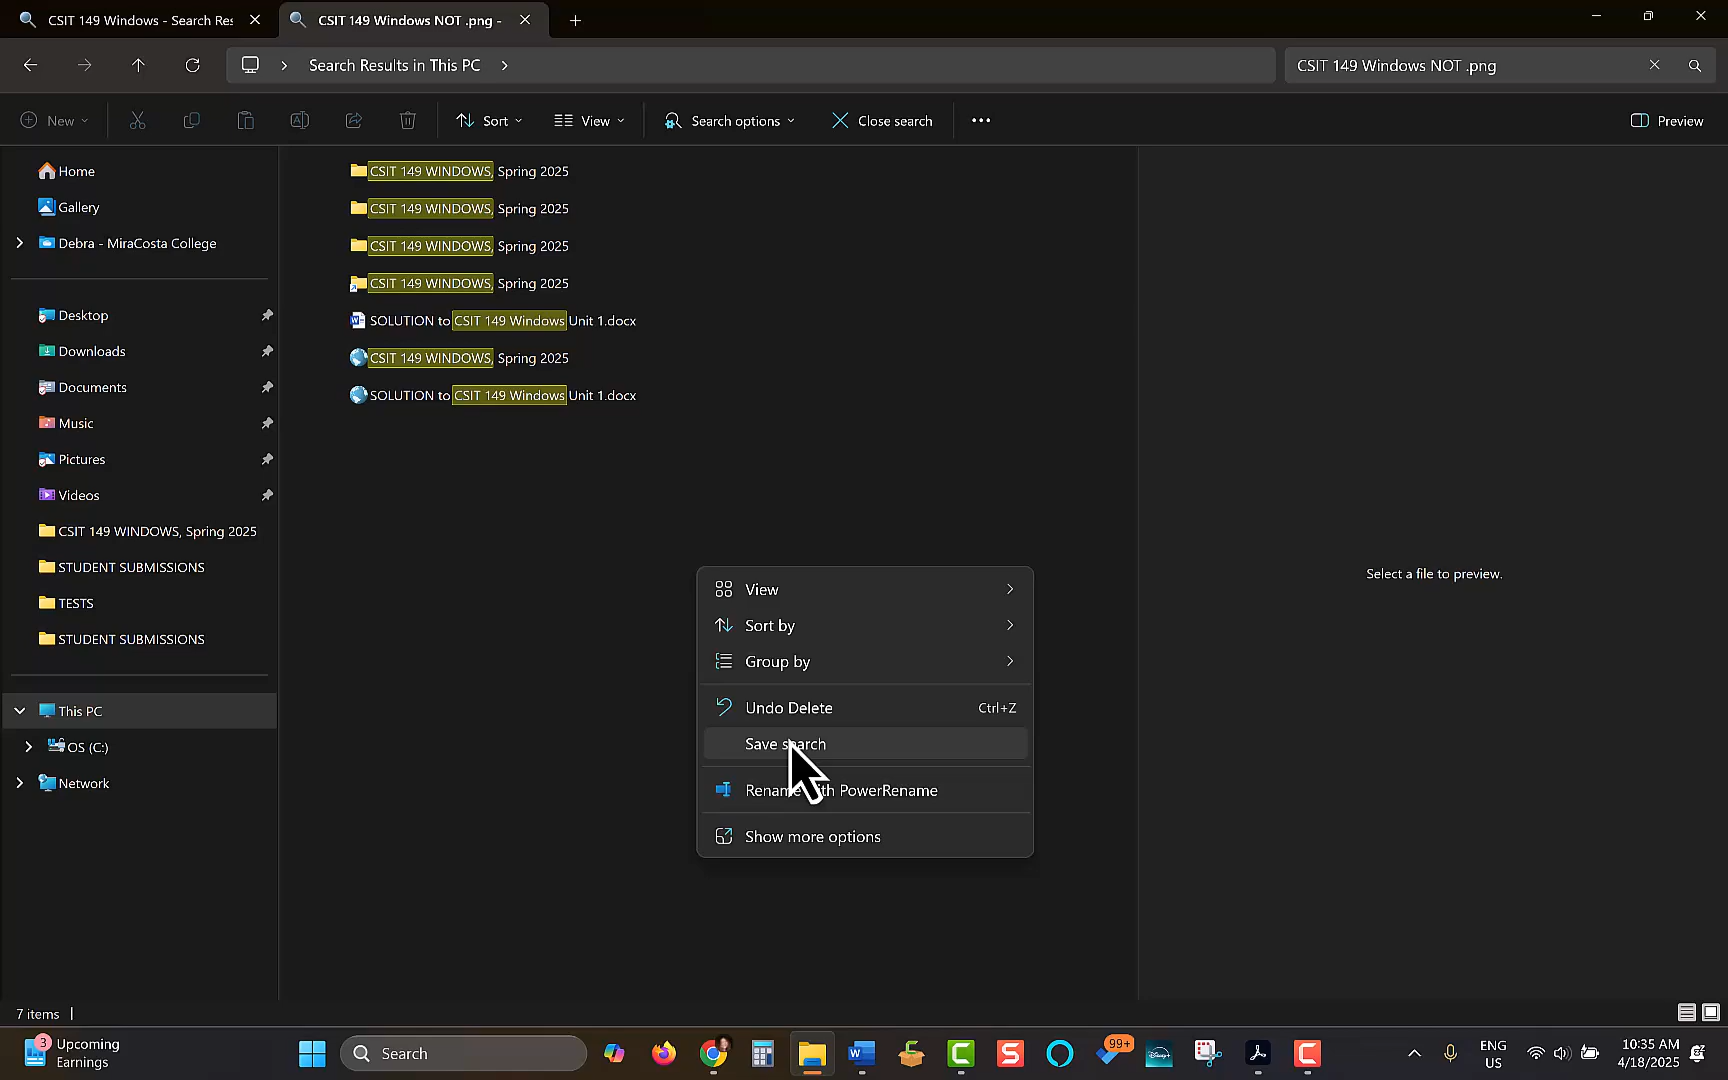 CSIT 149 Windows - Search Res
CSIT 149 Windows NOT .png -
Search Results in This PC
CSIT 149 Windows NOT .png
New
Sort
View
Search options
Close search
Preview
Home
Gallery
Debra - MiraCosta College
Desktop
Downloads
Documents
Music
Pictures
Videos
CSIT 149 WINDOWS, Spring 2025
STUDENT SUBMISSIONS
TESTS
STUDENT SUBMISSIONS
This PC
OS (C:)
Network
CSIT 149 WINDOWS, Spring 2025
CSIT 149 WINDOWS, Spring 2025
CSIT 149 WINDOWS, Spring 2025
CSIT 149 WINDOWS, Spring 2025
SOLUTION to CSIT 149 Windows Unit 1.docx
CSIT 149 WINDOWS, Spring 2025
SOLUTION to CSIT 149 Windows Unit 1.docx
Select a file to preview.
View
Sort by
Group by
Undo Delete Ctrl+Z
Save search
Rename with PowerRename
Show more options
7 items
3
Upcoming
Earnings
Search
99+
Disney+
ENG
US
10:35 AM
4/18/2025